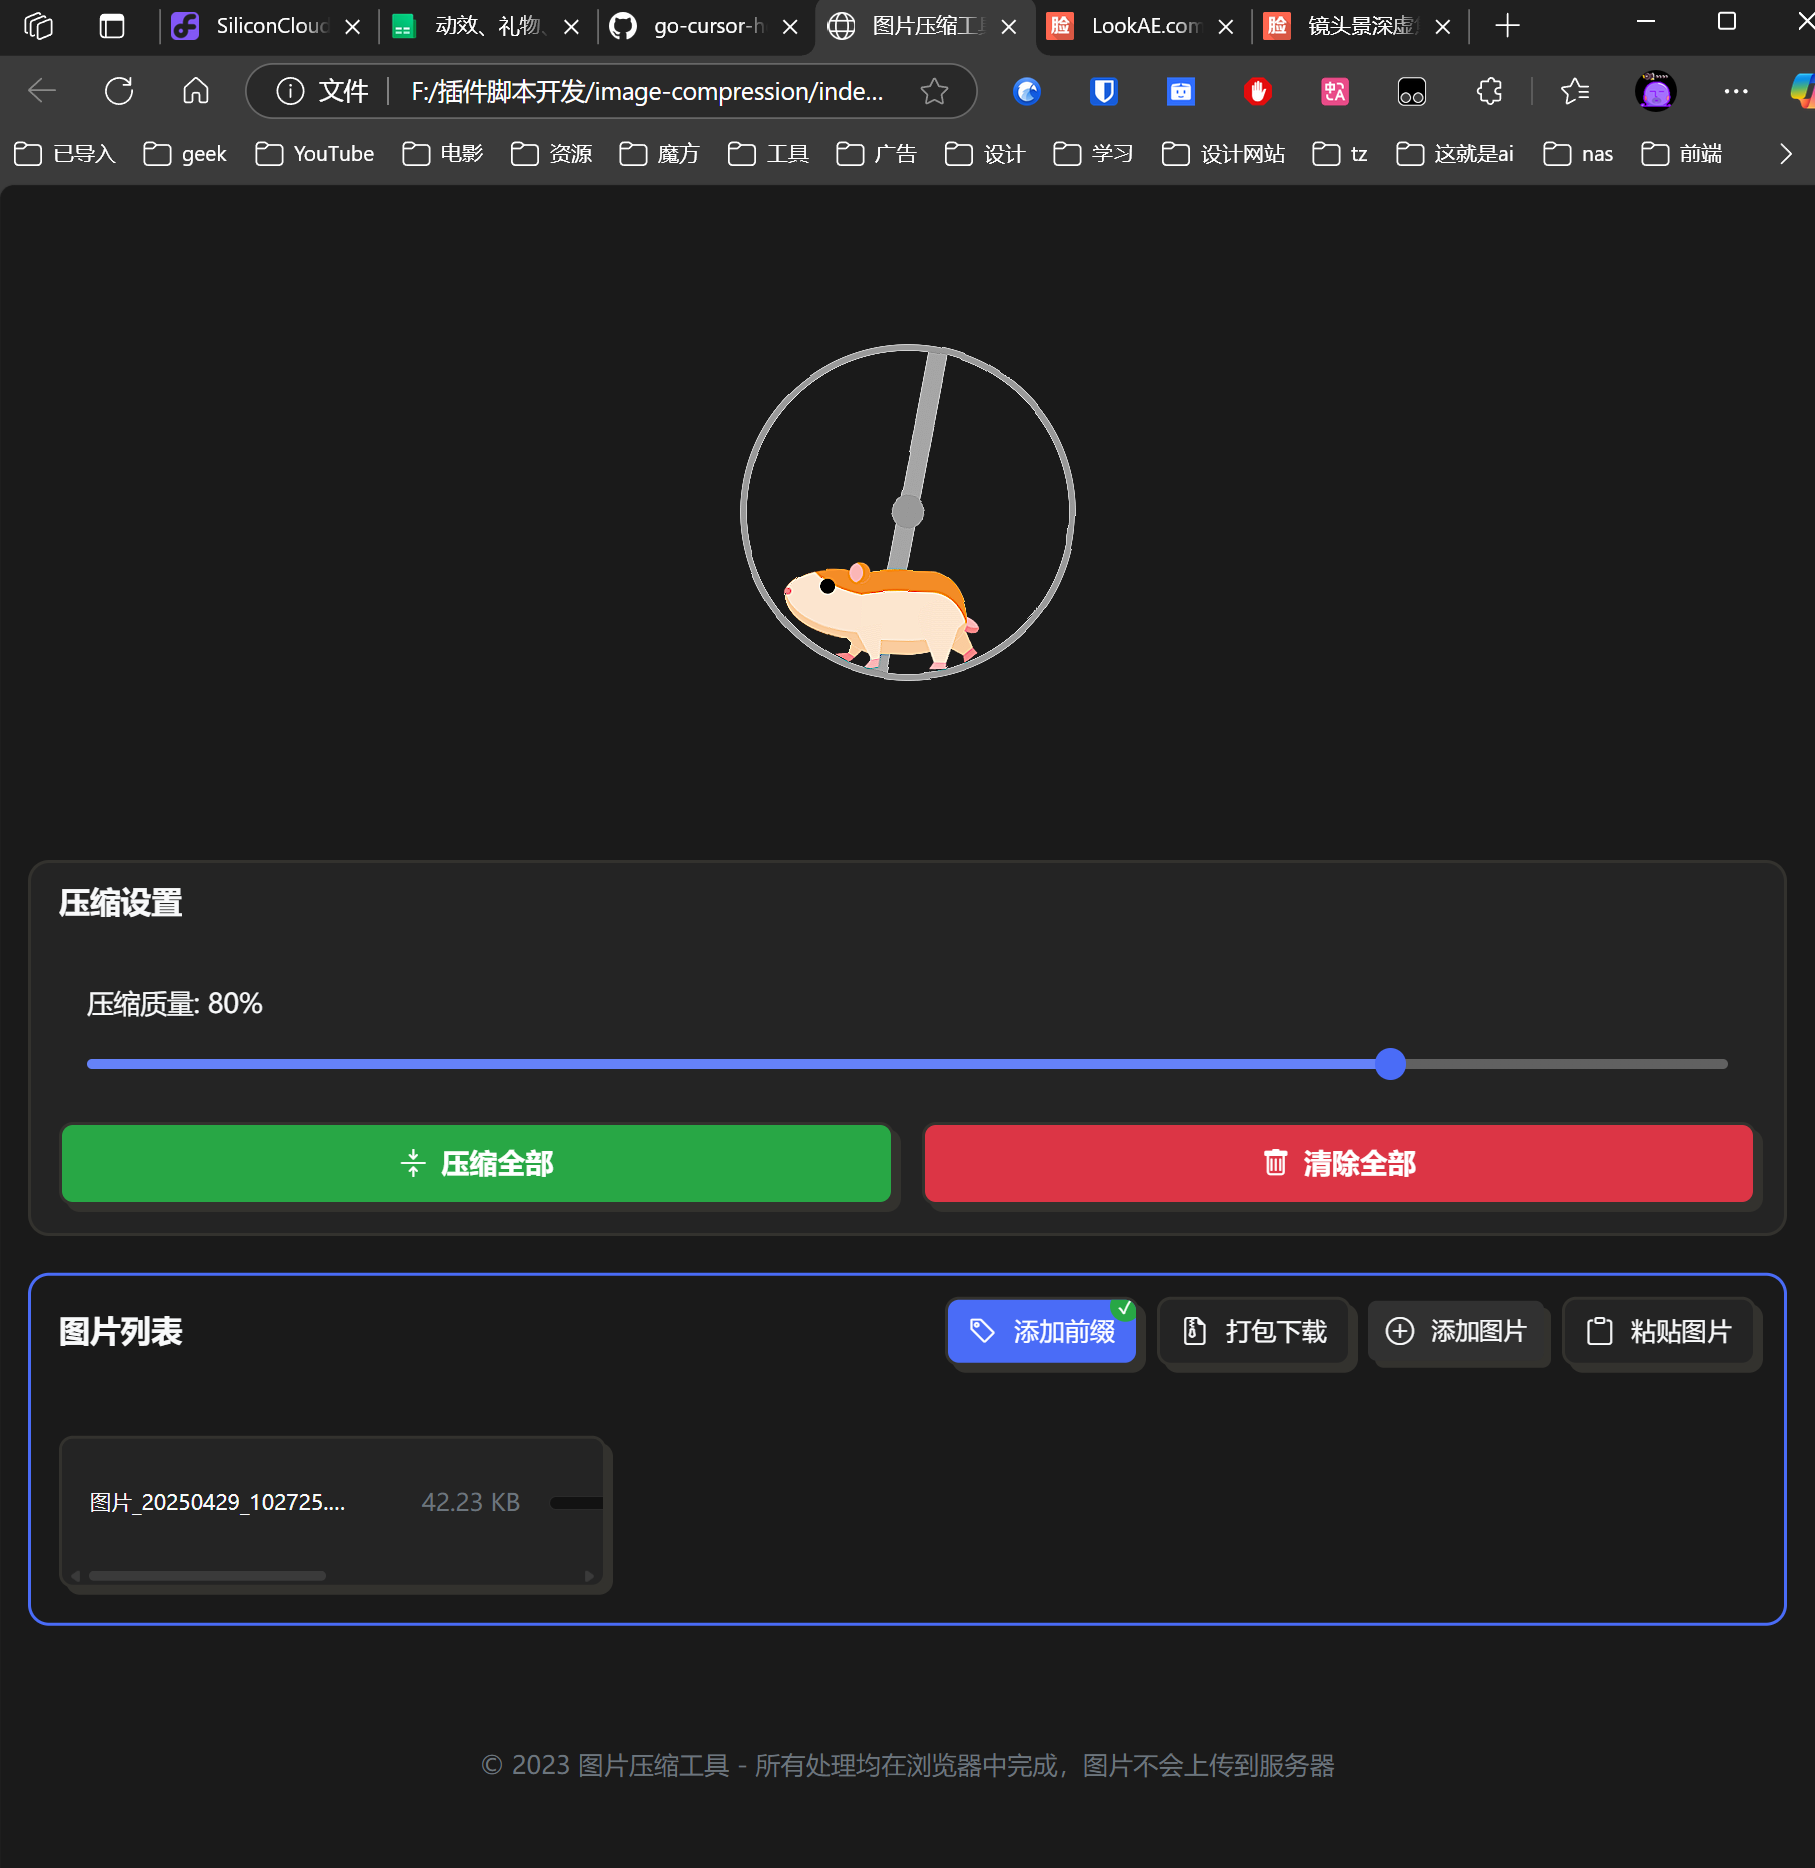 SiliconCloud
动效、礼物、
go-cursor-h
图片压缩工具
LookAE.com
镜头景深虚
文件
F:/插件脚本开发/image-compression/inde...
已导入
geek
YouTube
电影
资源
魔方
工具
广告
设计
学习
设计网站
tz
这就是ai
nas
前端
压缩设置
压缩质量: 80%
压缩全部
清除全部
图片列表
添加前缀
打包下载
添加图片
粘贴图片
图片_20250429_102725....
42.23 KB
© 2023 图片压缩工具 - 所有处理均在浏览器中完成，图片不会上传到服务器